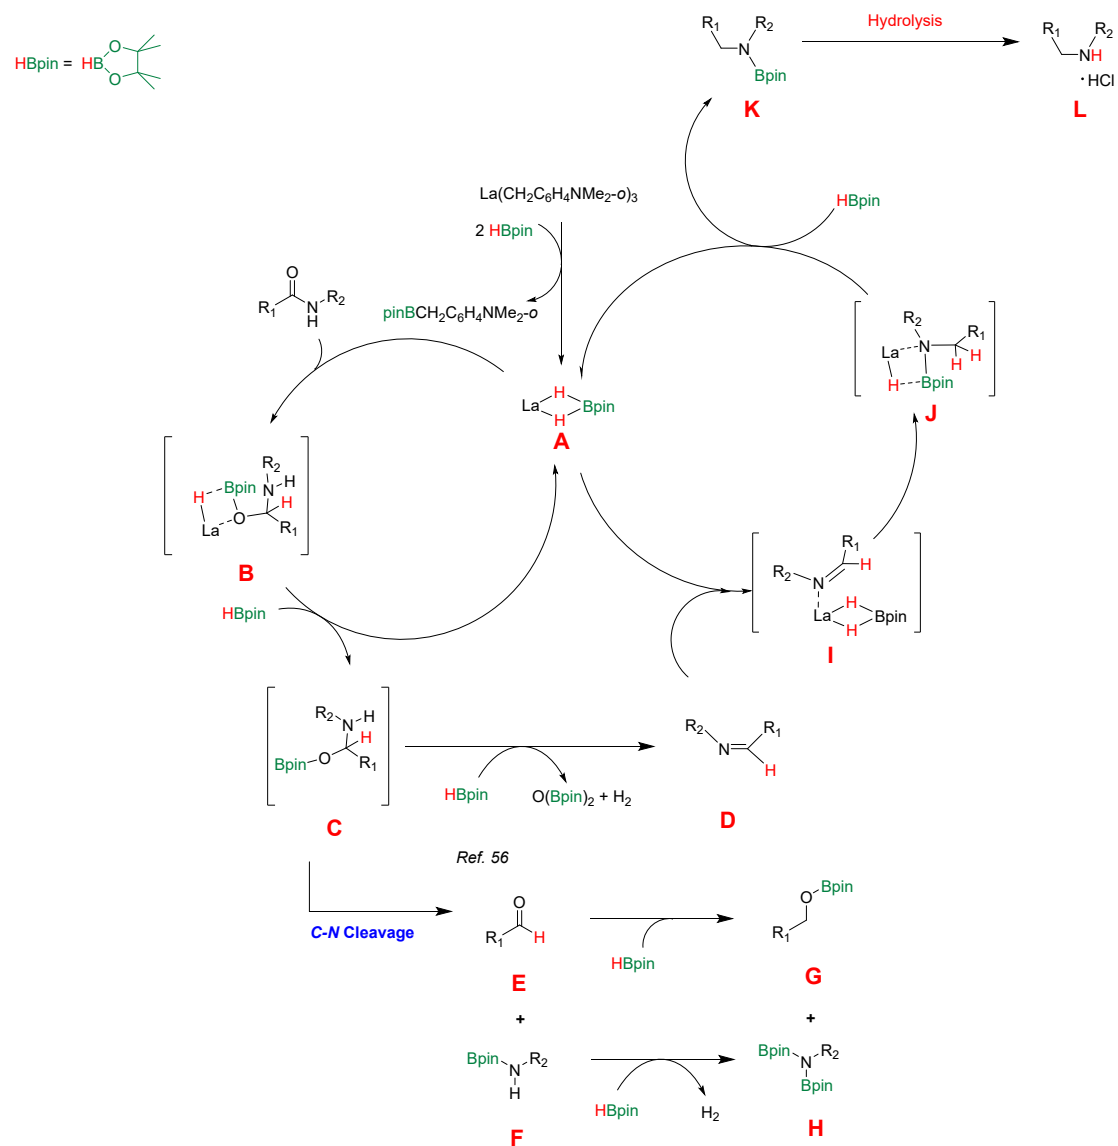 HBpin = HB O O
K
R1 N R2 Bpin
Hydrolysis
R1 NH R2
· HCl
L
La(CH2C6H4NMe2-o)3
2 HBpin
pinBCH2C6H4NMe2-o
HBpin
R1 O N H R2
La H H Bpin
A
R2 N R1 La H H H Bpin
J
R2 H Bpin N H H La O R1
B
HBpin
R1 R2 N H La H H Bpin
I
R2 N H H Bpin O R1
C
HBpin
O(Bpin)2 + H2
R2 N R1 H
D
Ref. 56
C-N Cleavage
O R1 H
E
HBpin
Bpin O R1
G
+
+
Bpin N R2 H
F
HBpin
H2
Bpin N R2 Bpin
H